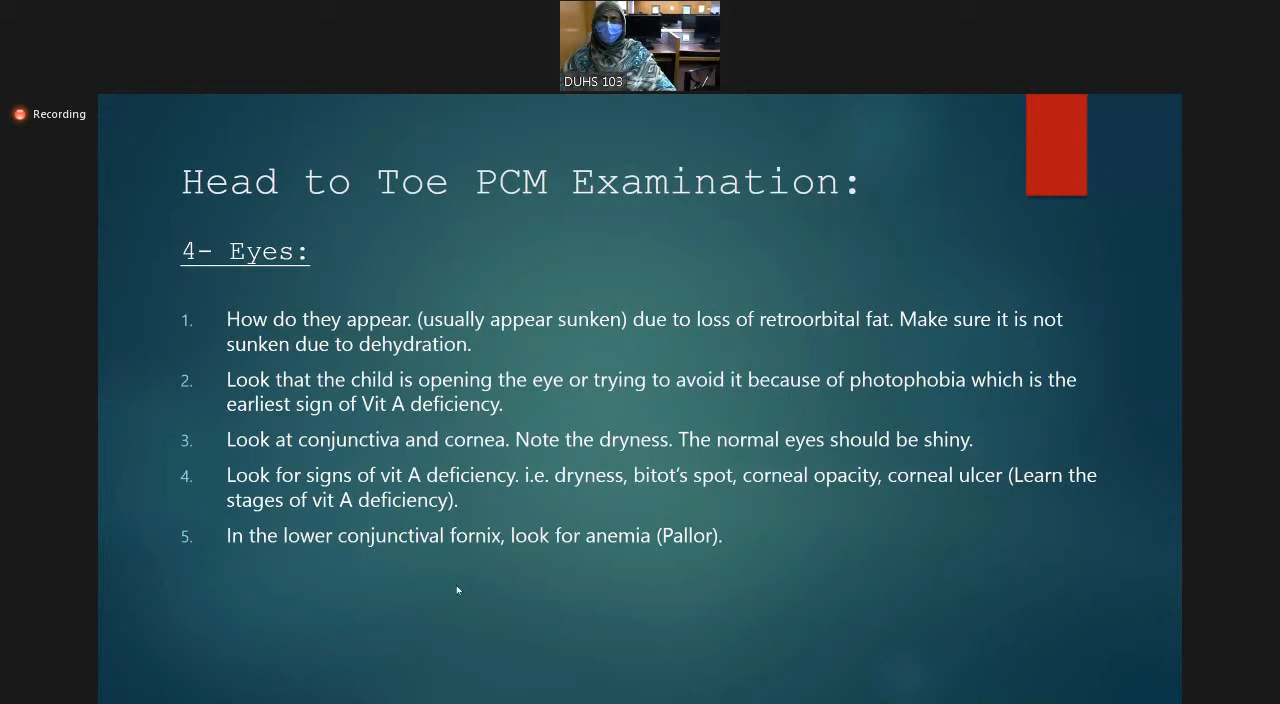 DUHS 103
Recording
Head to Toe PCM Examination:
4- Eyes:
1. How do they appear. (usually appear sunken) due to loss of retroorbital fat. Make sure it is not
sunken due to dehydration.
2. Look that the child is opening the eye or trying to avoid it because of photophobia which is the
earliest sign of Vit A deficiency.
3. Look at conjunctiva and cornea. Note the dryness. The normal eyes should be shiny.
4. Look for signs of vit A deficiency. i.e. dryness, bitot’s spot, corneal opacity, corneal ulcer (Learn the
stages of vit A deficiency).
5. In the lower conjunctival fornix, look for anemia (Pallor).